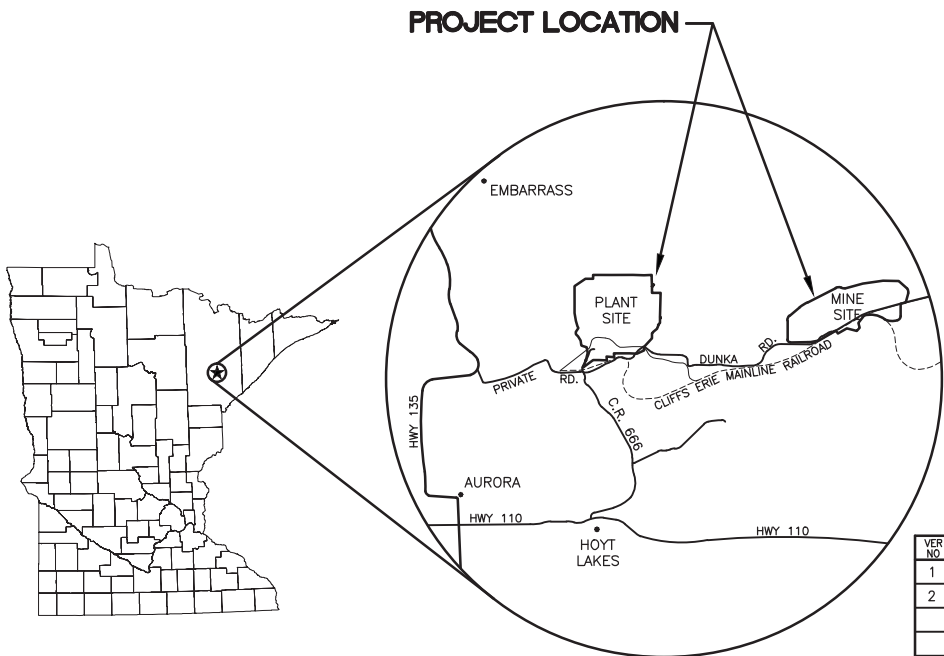 PROJECT LOCATION
EMBARRASS
PLANT
SITE
MINE
SITE
PRIVATE
RD.
DUNKA
RD.
CLIFFS ERIE MAINLINE RAILROAD
HWY 135
C.R. 666
AURORA
HWY 110
HWY 110
HOYT
LAKES
VER
NO
1
2